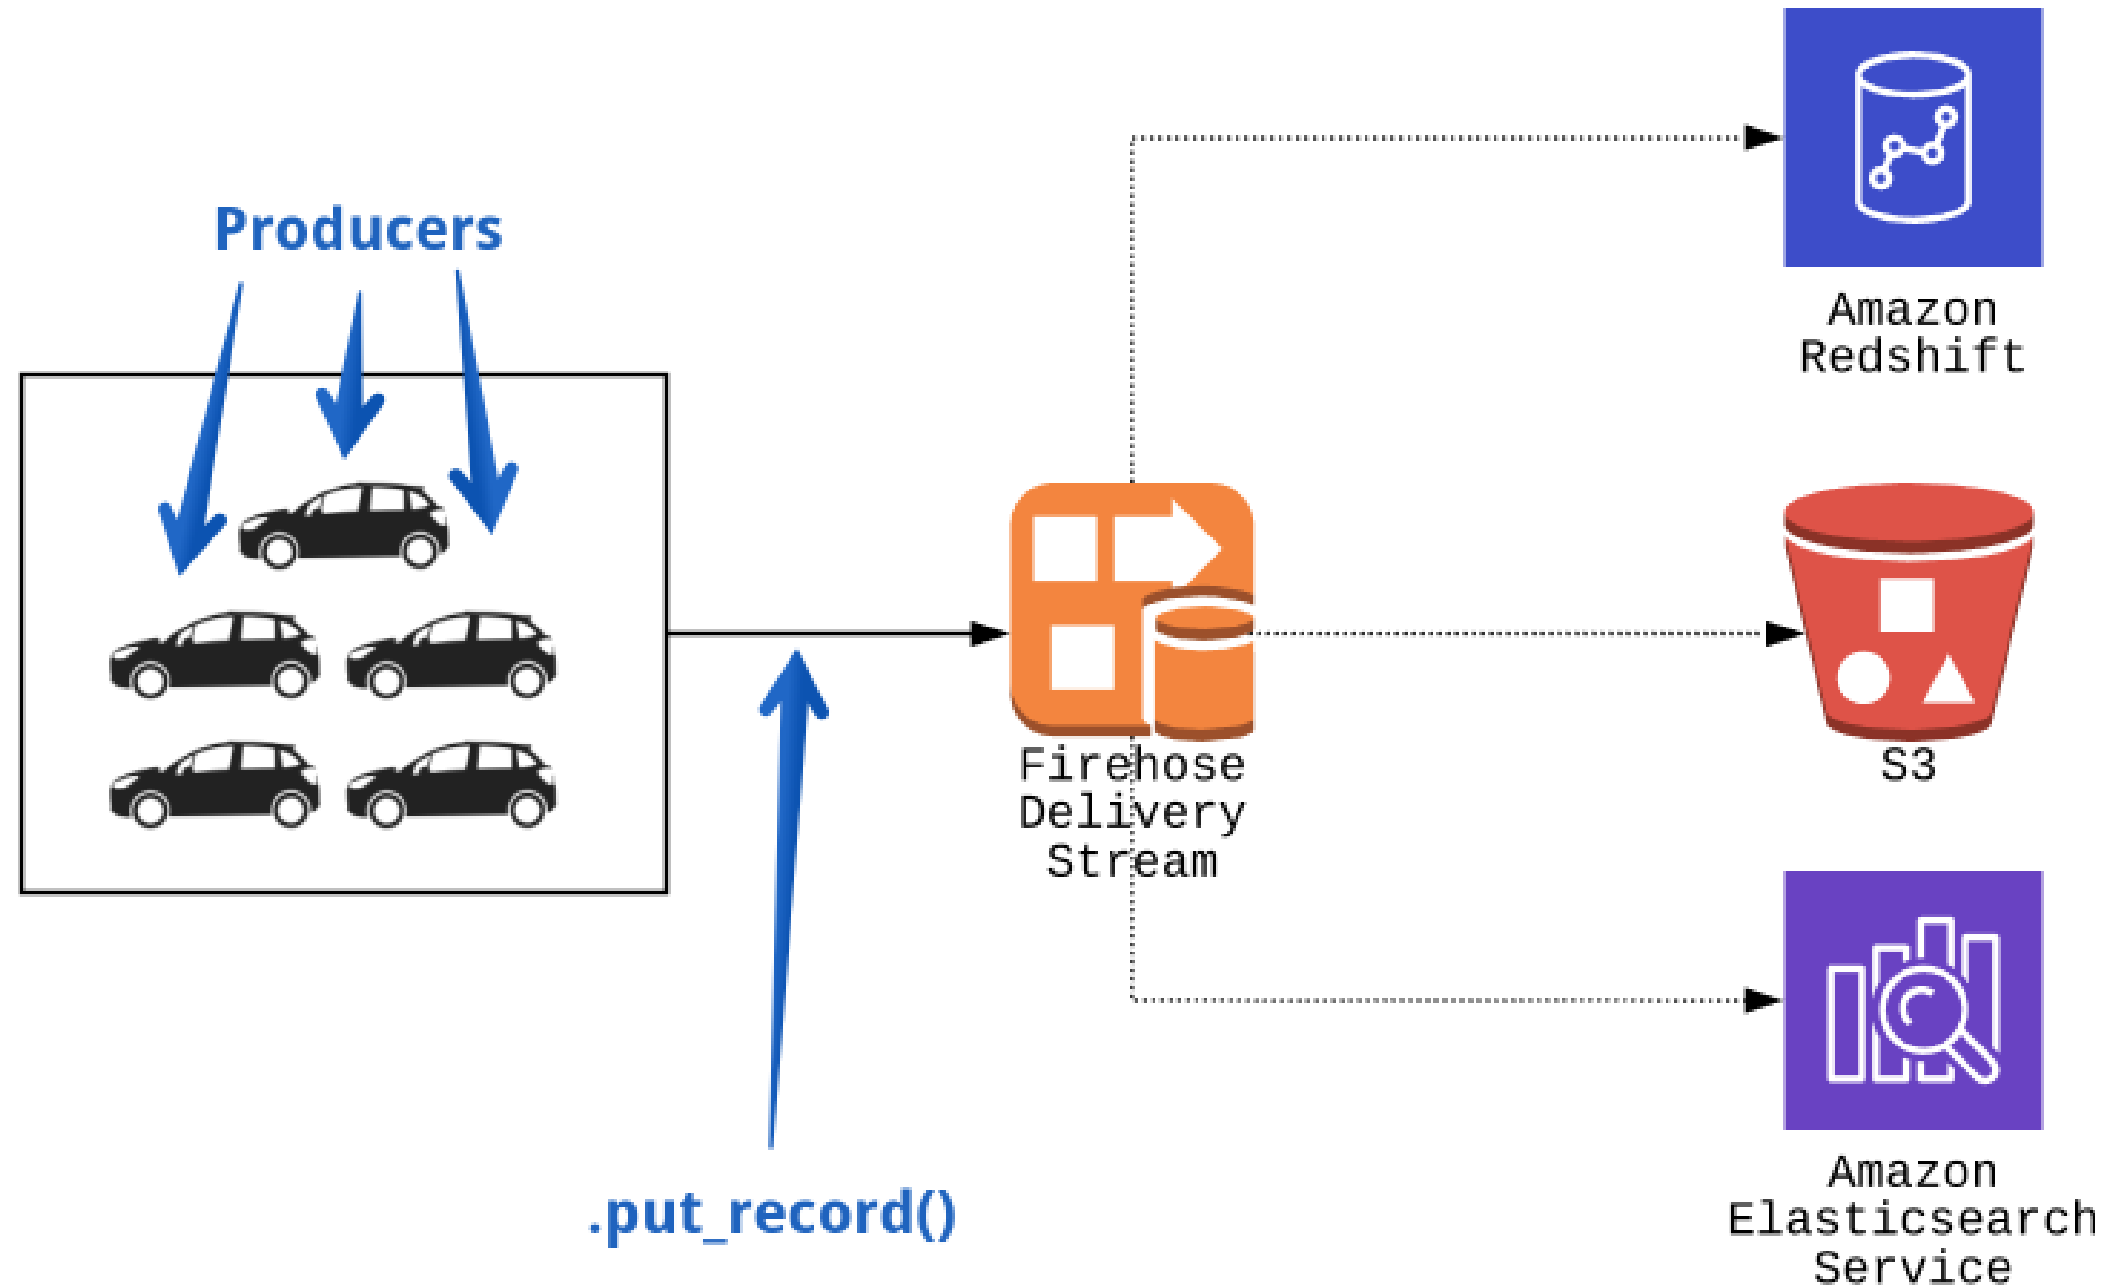 Producers
.put_record()
Firehose
Delivery
Stream
Amazon
Redshift
S3
Amazon
Elasticsearch
Service